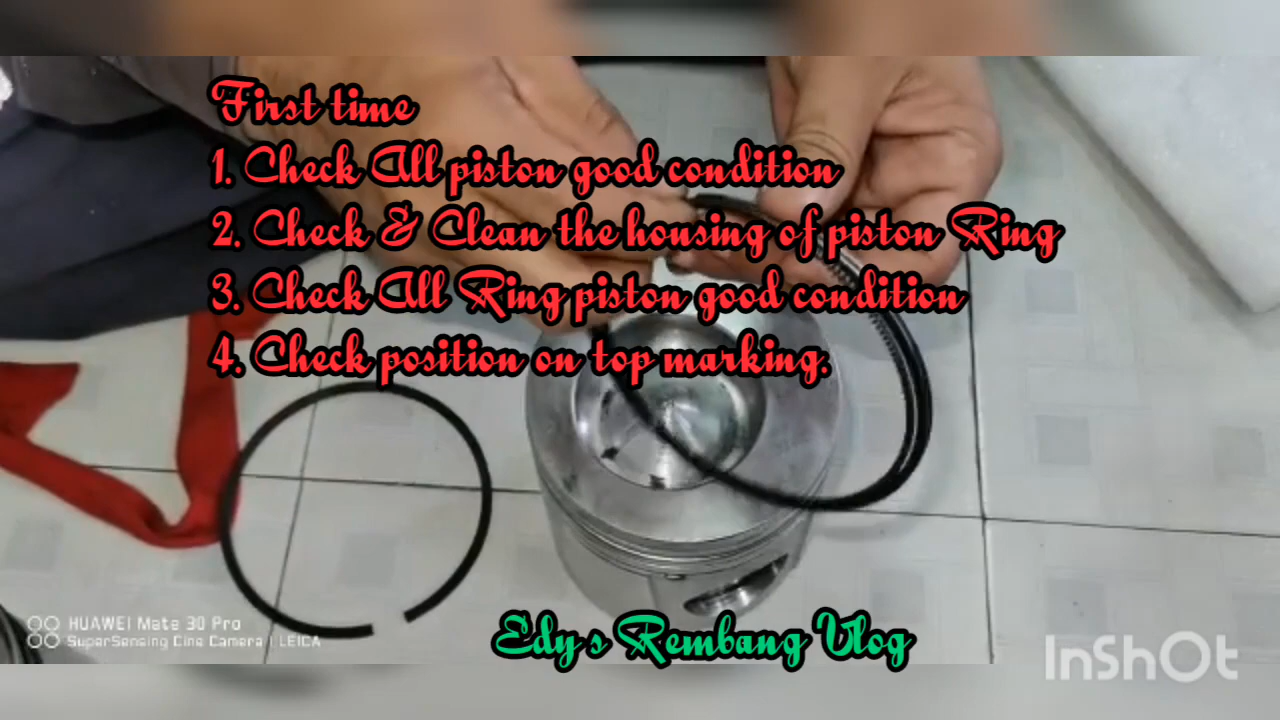 First time
1. Check All piston good condition
2. Check & Clean the housing of piston Ring
3. Check All Ring piston good condition
4. Check position on top marking.
HUAWEI Mate 30 Pro
SuperSensing Cine Camera | LEICA
Edy's Rembang Vlog
InShOt